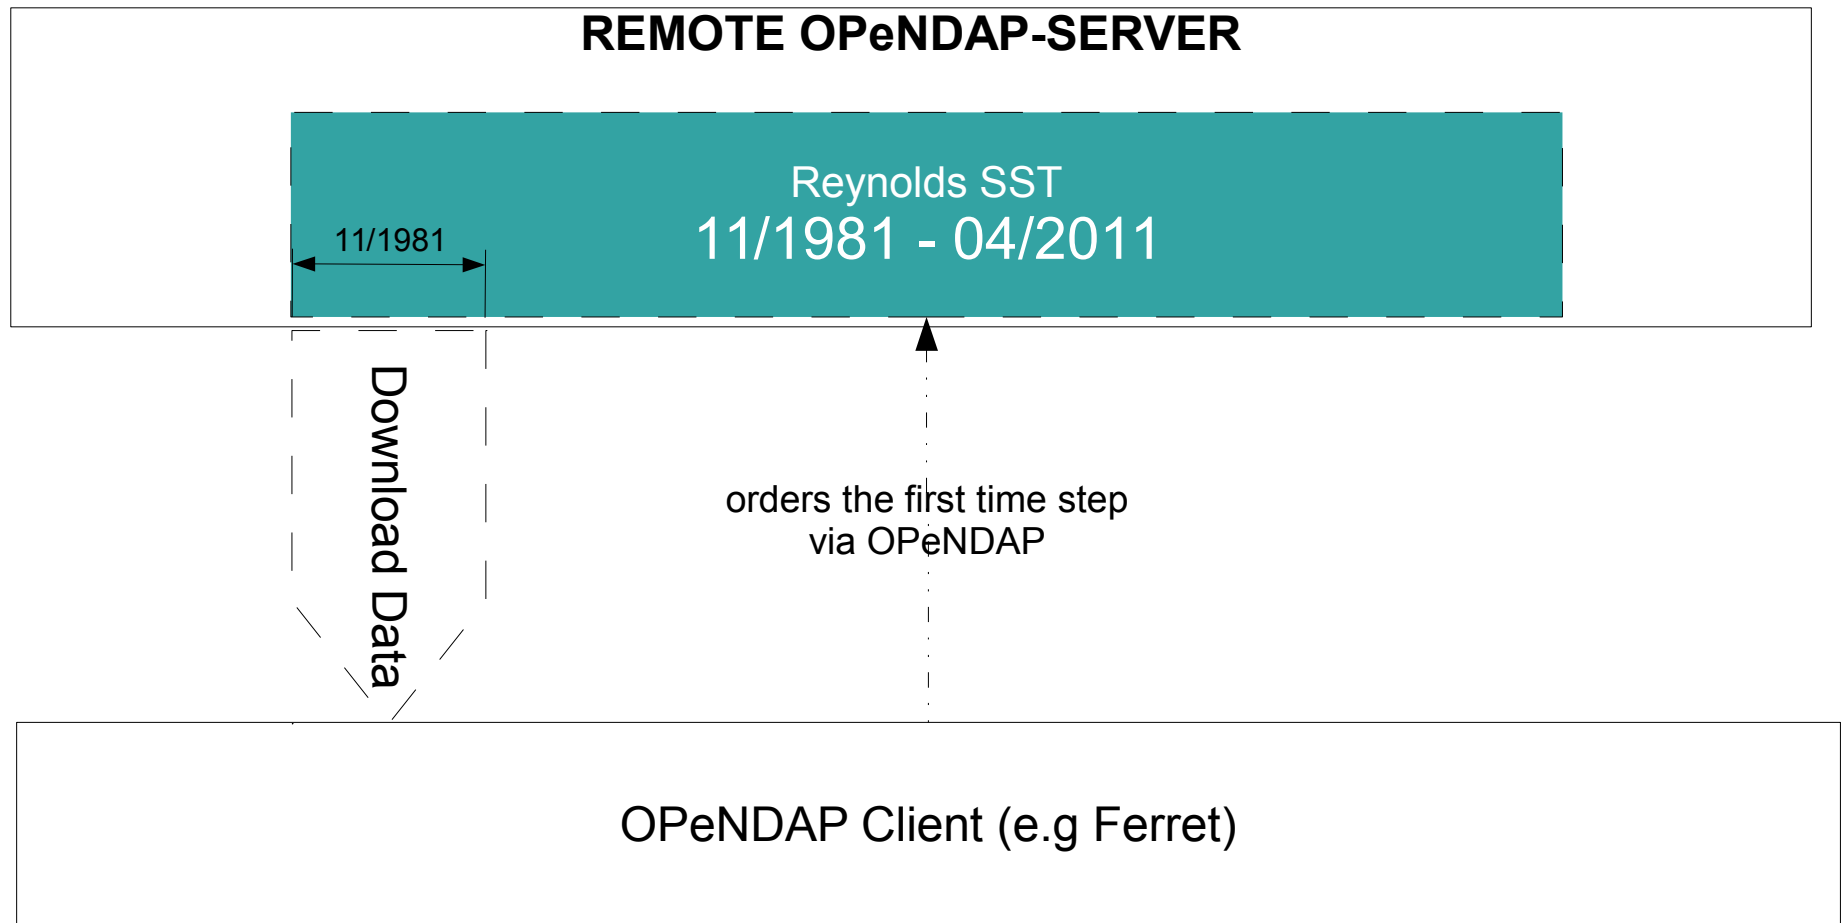 REMOTE OPeNDAP-SERVER
Reynolds SST
11/1981 - 04/2011
11/1981
Download Data
orders the first time step
via OPeNDAP
OPeNDAP Client (e.g Ferret)